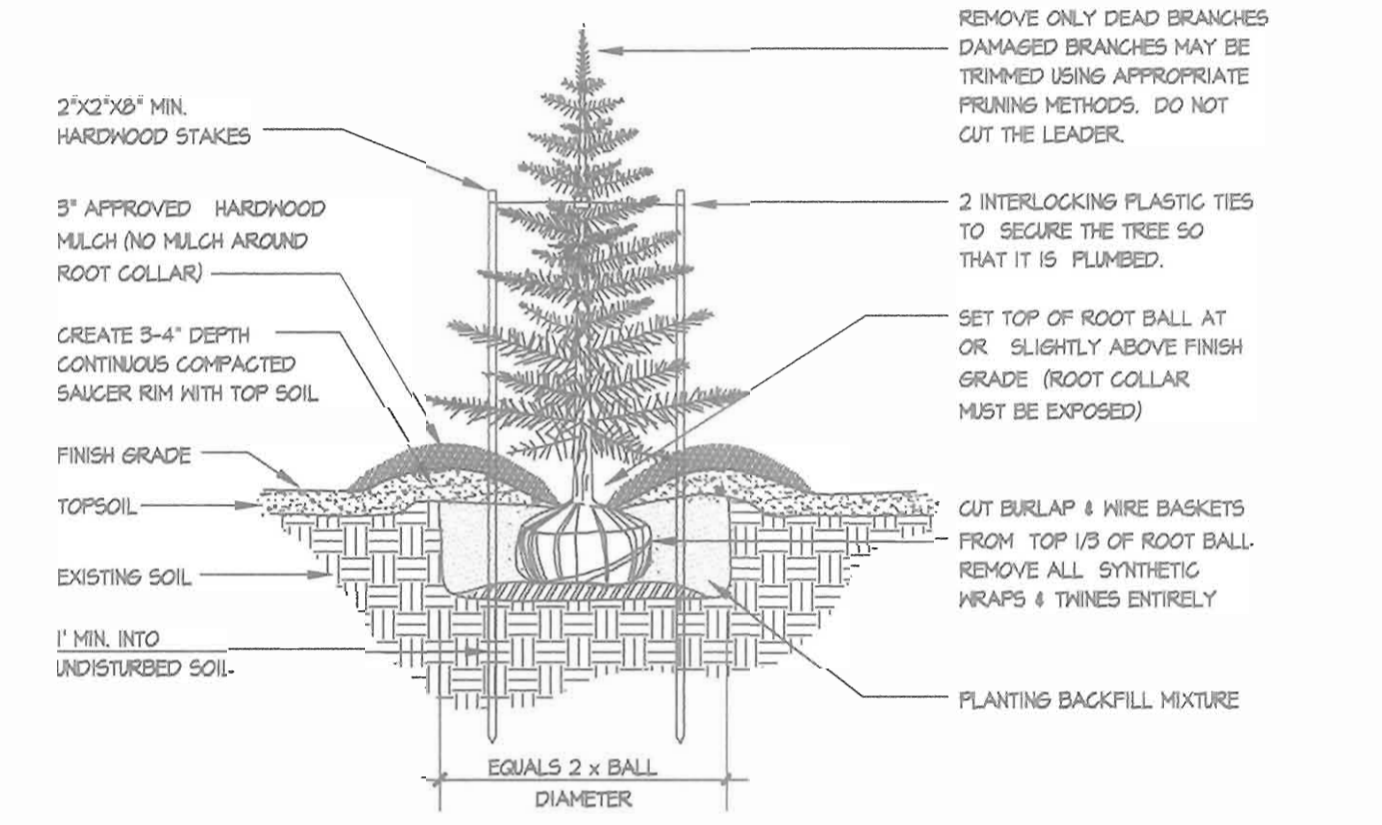 2"X2"X8" MIN.
HARDWOOD STAKES
3" APPROVED HARDWOOD
MULCH (NO MULCH AROUND
ROOT COLLAR)
CREATE 3-4" DEPTH
CONTINUOUS COMPACTED
SAUCER RIM WITH TOP SOIL
FINISH GRADE
TOPSOIL
EXISTING SOIL
1' MIN. INTO
UNDISTURBED SOIL.
REMOVE ONLY DEAD BRANCHES
DAMAGED BRANCHES MAY BE
TRIMMED USING APPROPRIATE
PRUNING METHODS. DO NOT
CUT THE LEADER.
2 INTERLOCKING PLASTIC TIES
TO SECURE THE TREE SO
THAT IT IS PLUMBED.
SET TOP OF ROOT BALL AT
OR SLIGHTLY ABOVE FINISH
GRADE (ROOT COLLAR
MUST BE EXPOSED)
CUT BURLAP & WIRE BASKETS
FROM TOP 1/3 OF ROOT BALL.
REMOVE ALL SYNTHETIC
WRAPS & TWINES ENTIRELY
PLANTING BACKFILL MIXTURE
EQUALS 2 x BALL
DIAMETER